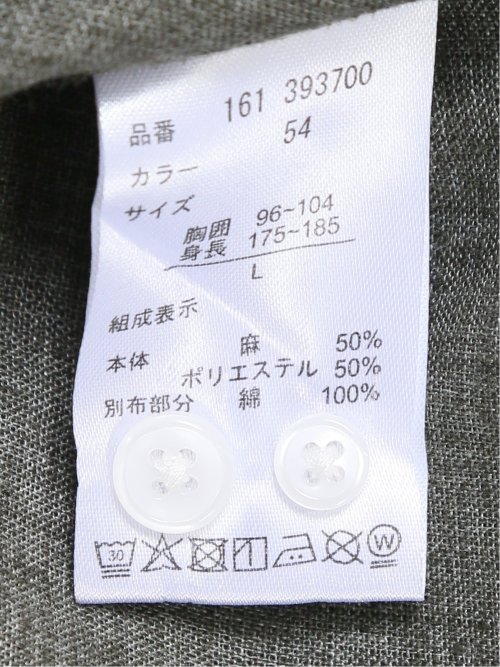 品番 161 393700
カラー 54
サイズ
胸囲 96~104
身長 175~185
L
組成表示
本体 麻 50%
ポリエステル 50%
別布部分 綿 100%
30 W